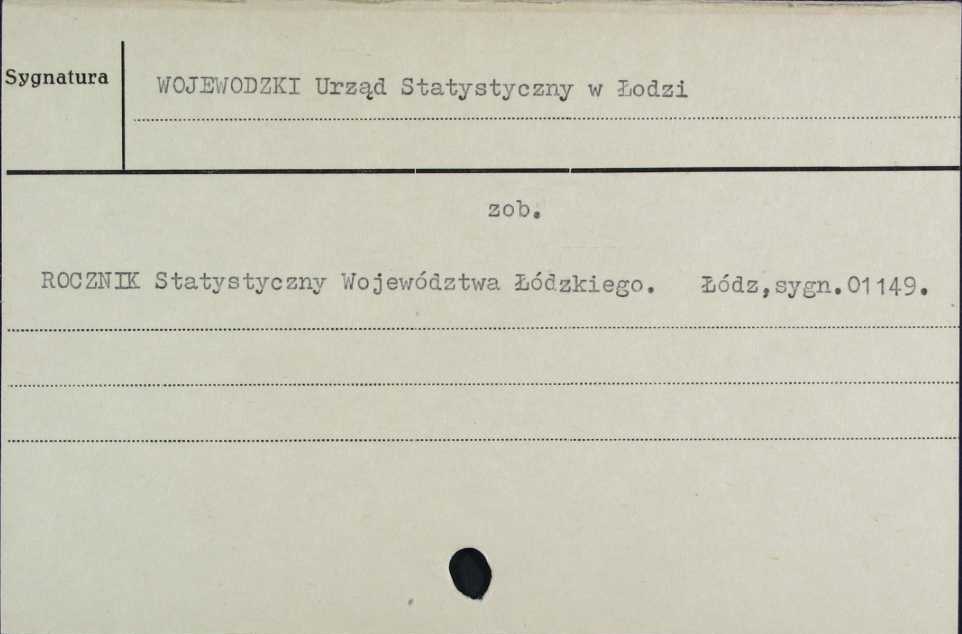 Sygnatura
WOJEWODZKI Urząd Statystyczny w Łodzi
zob.
ROCZNIK Statystyczny Województwa Łódzkiego. Łódz,sygn.01149.